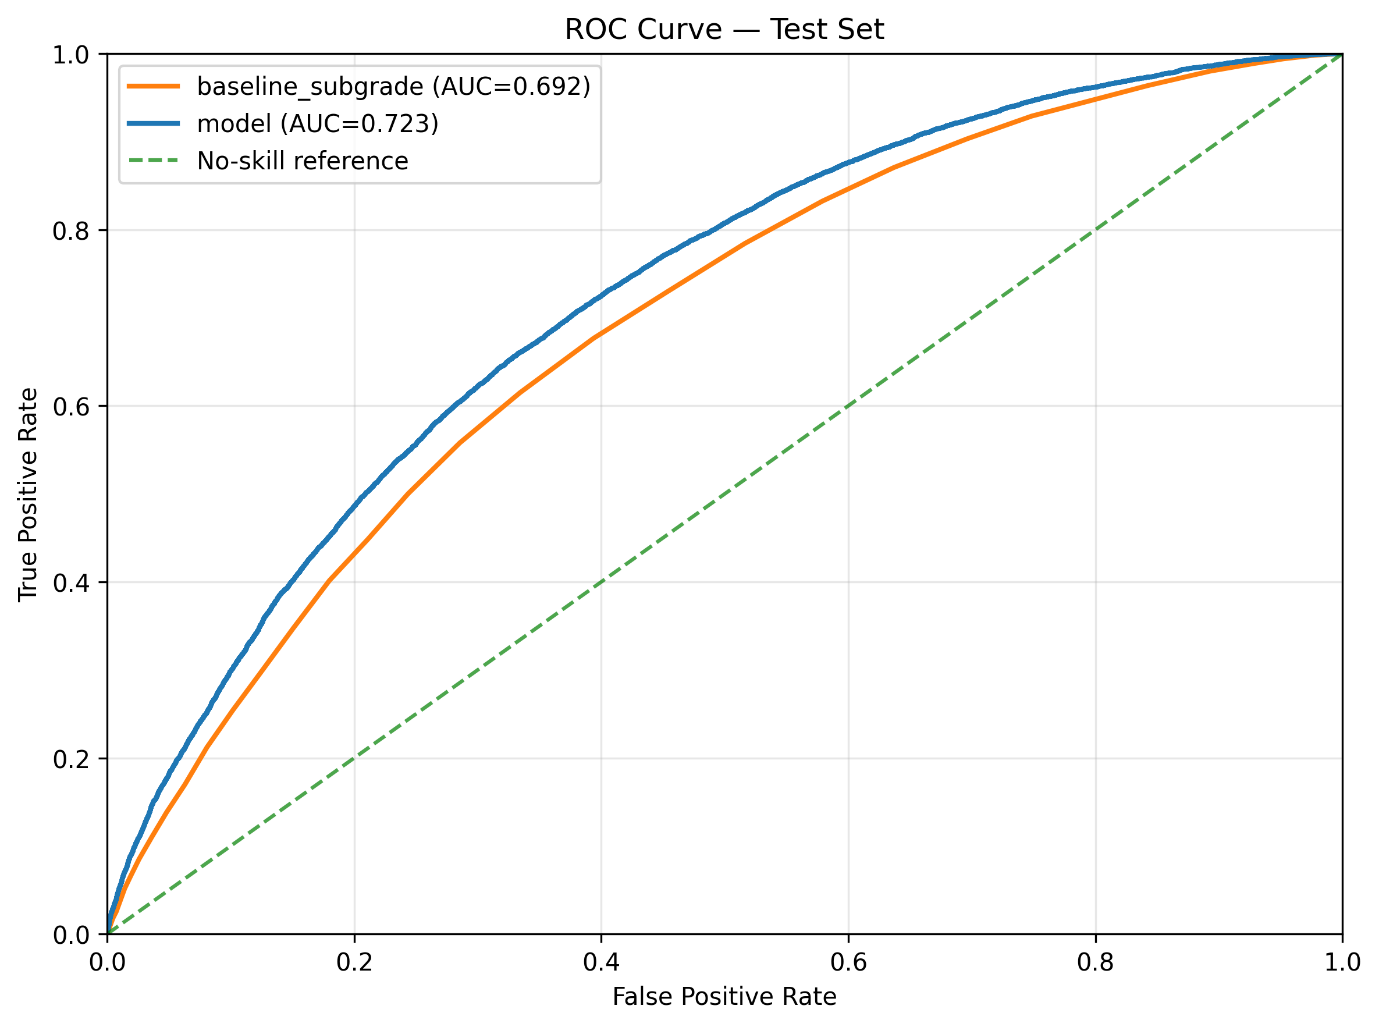 ROC Curve — Test Set
1.0
0.8
0.6
0.4
0.2
0.0
True Positive Rate
baseline_subgrade (AUC=0.692)
model (AUC=0.723)
No-skill reference
0.0 0.2 0.4 0.6 0.8 1.0
False Positive Rate